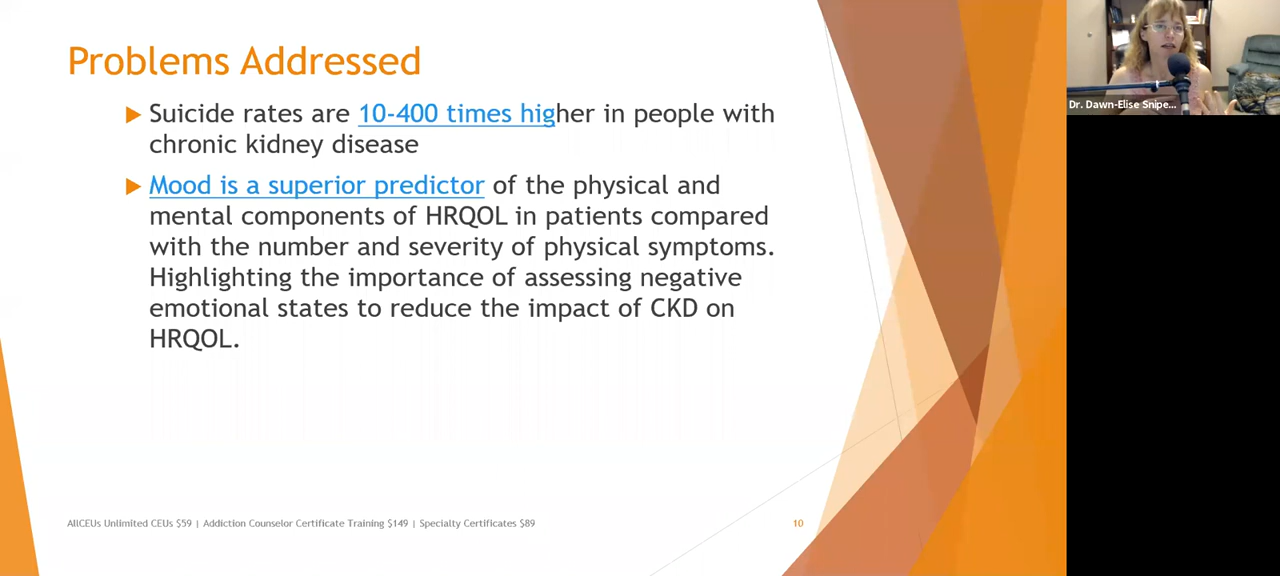 Problems Addressed
Suicide rates are 10-400 times higher in people with
chronic kidney disease
Mood is a superior predictor of the physical and
mental components of HRQOL in patients compared
with the number and severity of physical symptoms.
Highlighting the importance of assessing negative
emotional states to reduce the impact of CKD on
HRQOL.
AllCEUs Unlimited CEUs $59 | Addiction Counselor Certificate Training $149 | Specialty Certificates $89
10
Dr. Dawn-Elise Snipe...